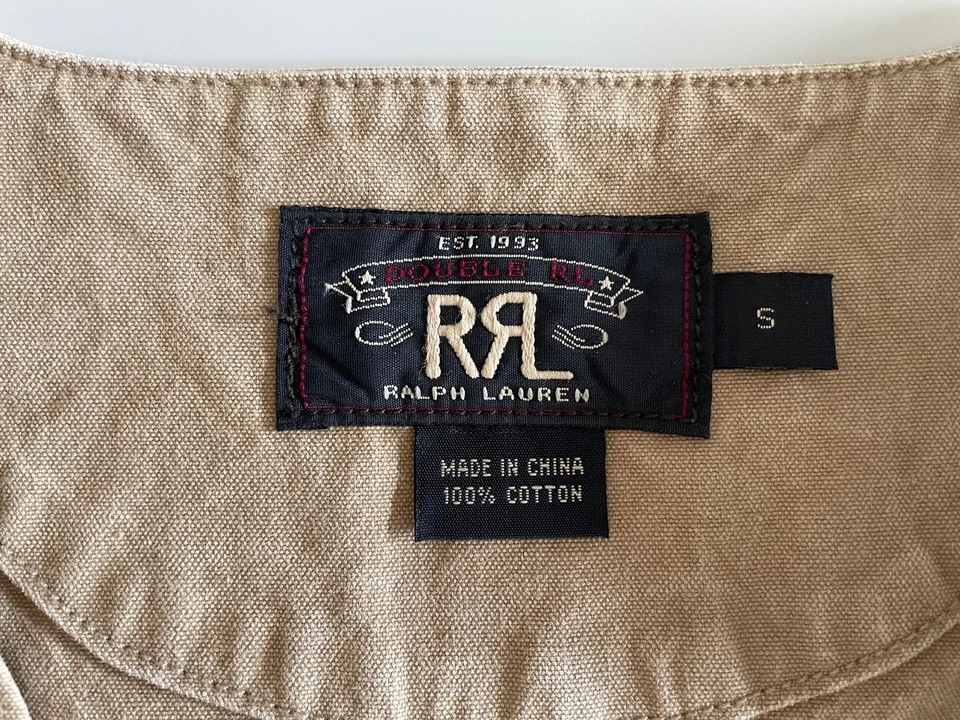 EST. 1993
DOUBLE RL
RRL
RALPH LAUREN
S
MADE IN CHINA
100% COTTON